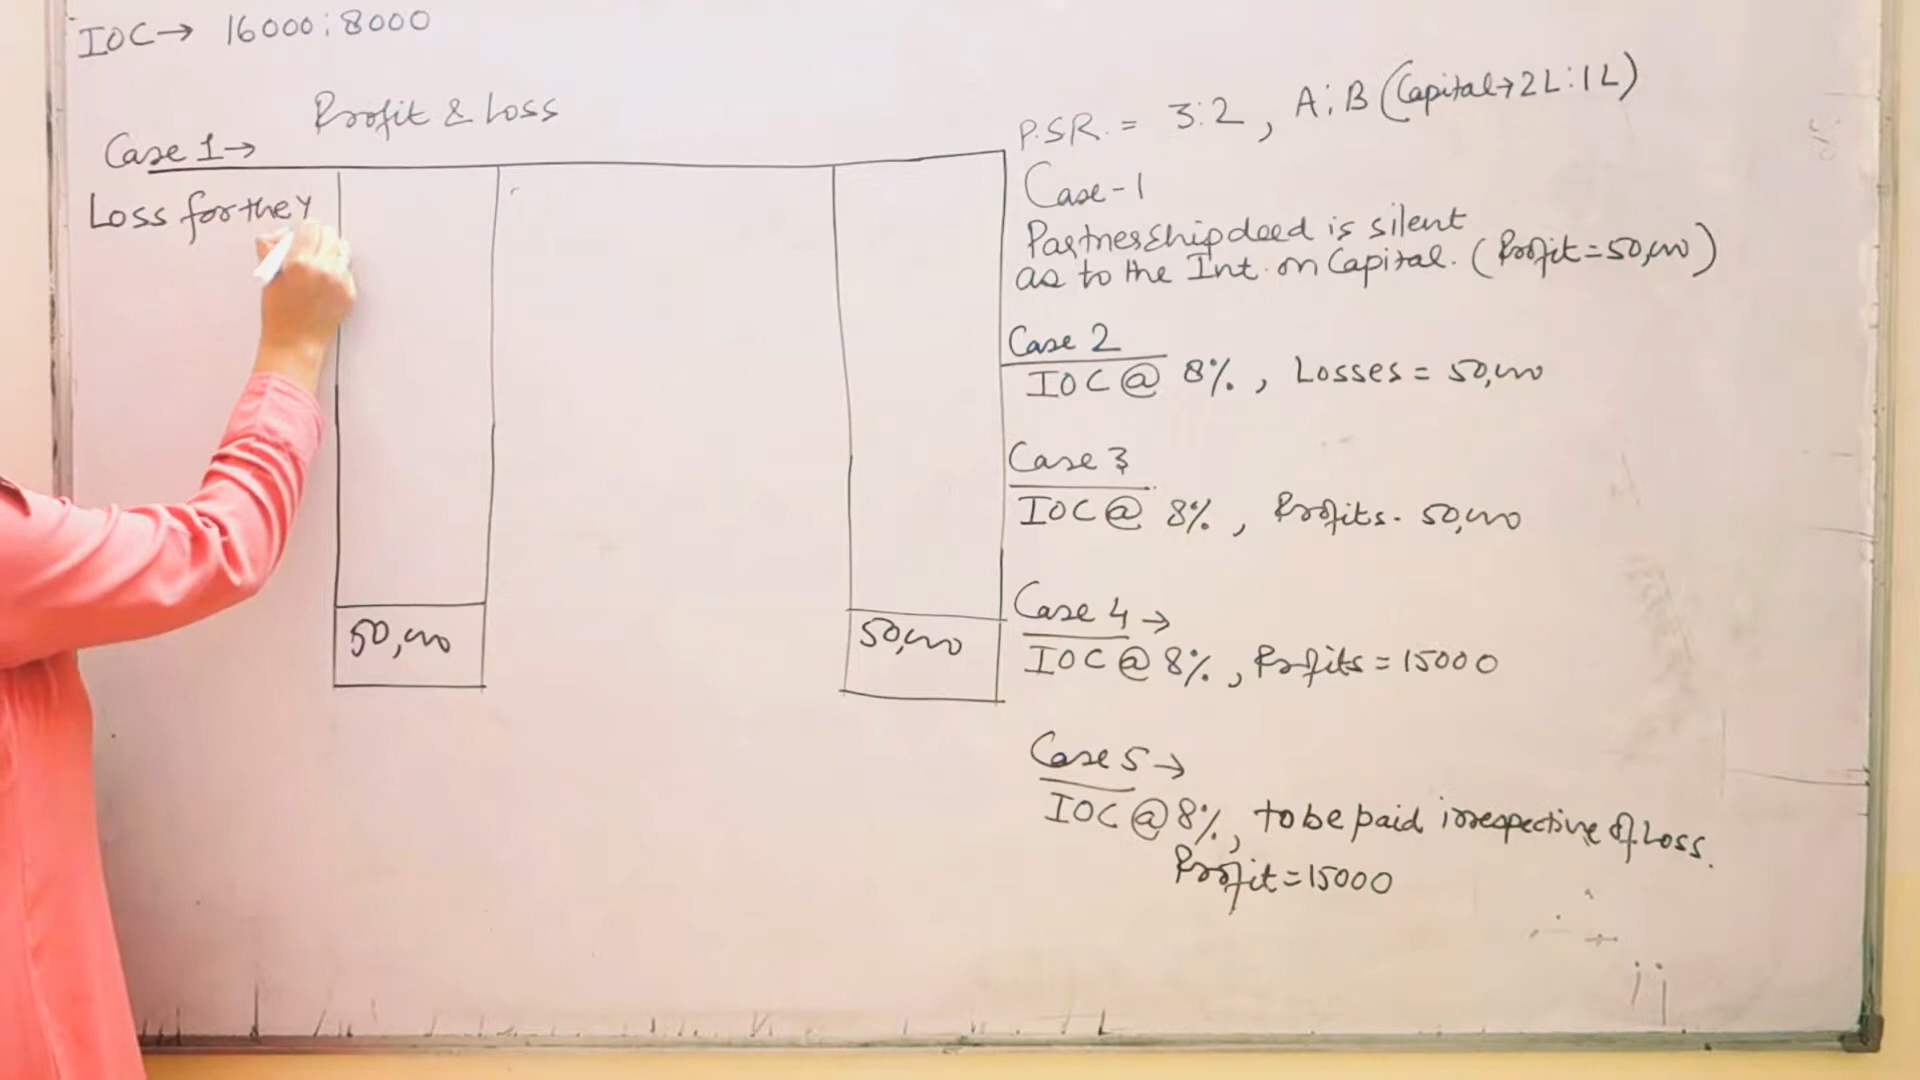 IOC→ 16000:8000
Profit & Loss
Case 1→
Loss for the Y
50,000
50,000
P.S.R. = 3:2, A:B (Capital→2L:1L)
Case-1
Partnership deed is silent
as to the Int. on Capital. (Profit=50,000)
Case 2
IOC@ 8%, Losses = 50,000
Case 3
IOC@ 8%, Profits - 50,000
Case 4→
IOC@ 8%, Profits = 15000
Case 5→
IOC@8%, to be paid irrespective of Loss.
Profit=15000